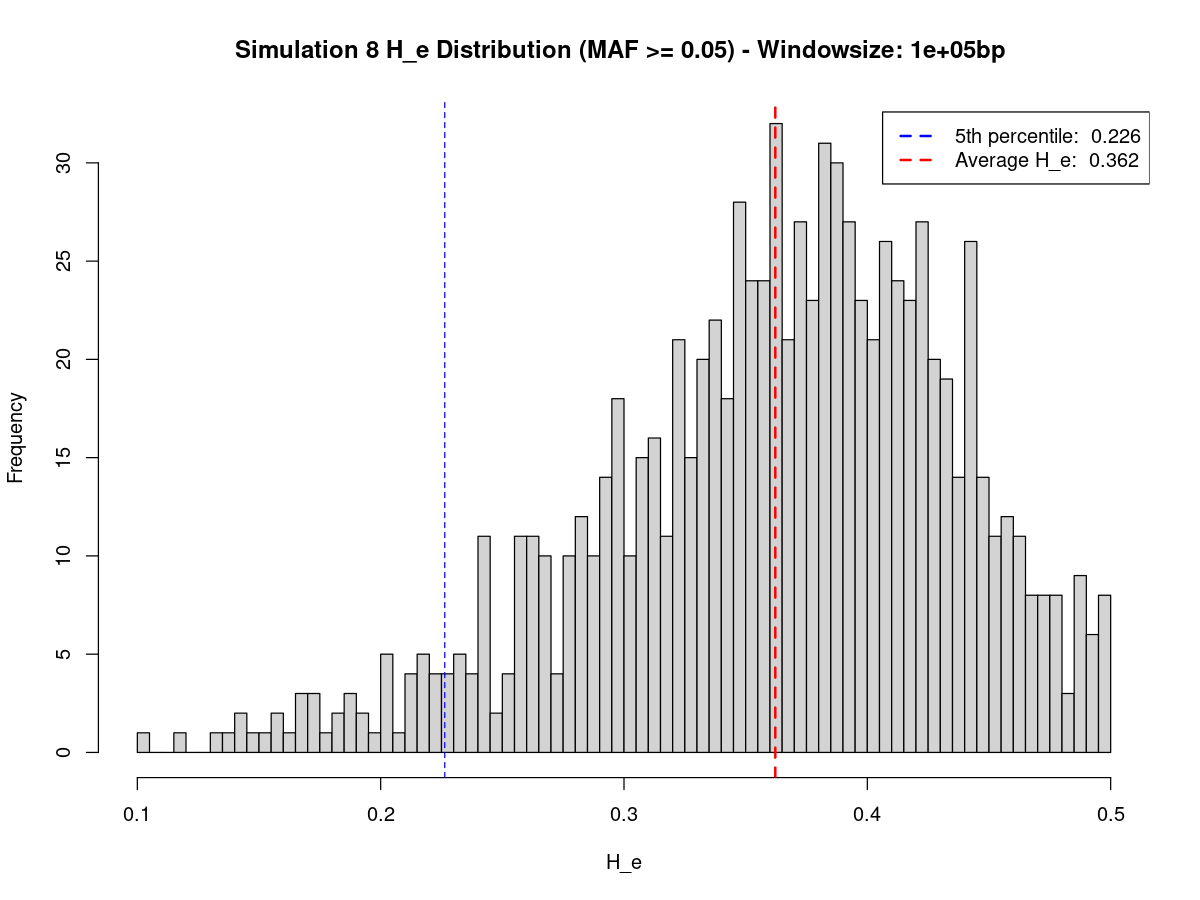 Simulation 8 H_e Distribution (MAF >= 0.05) - Windowsize: 1e+05bp
5th percentile:  0.226
Average H_e:  0.362
Frequency
30
25
20
15
10
5
0
0.1
0.2
0.3
0.4
0.5
H_e